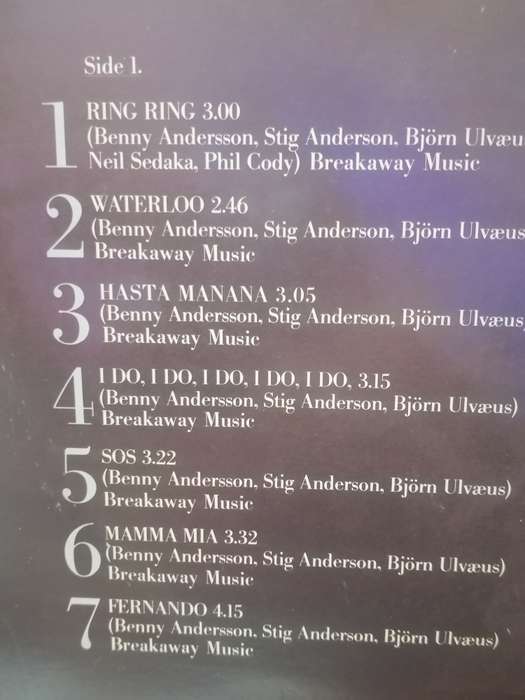 Side 1.
1 RING RING 3.00
(Benny Andersson, Stig Anderson, Björn Ulvæu
Neil Sedaka, Phil Cody) Breakaway Music
2 WATERLOO 2.46
(Benny Andersson, Stig Anderson, Björn Ulvæus
Breakaway Music
3 HASTA MANANA 3.05
(Benny Andersson, Stig Anderson, Björn Ulvæus
Breakaway Music
4 I DO, I DO, I DO, I DO, I DO, 3.15
(Benny Andersson, Stig Anderson, Björn Ulvæus)
Breakaway Music
5 SOS 3.22
(Benny Andersson, Stig Anderson, Björn Ulvæus)
Breakaway Music
6 MAMMA MIA 3.32
(Benny Andersson, Stig Anderson, Björn Ulvæus)
Breakaway Music
7 FERNANDO 4.15
(Benny Andersson, Stig Anderson, Björn Ulvæus)
Breakaway Music